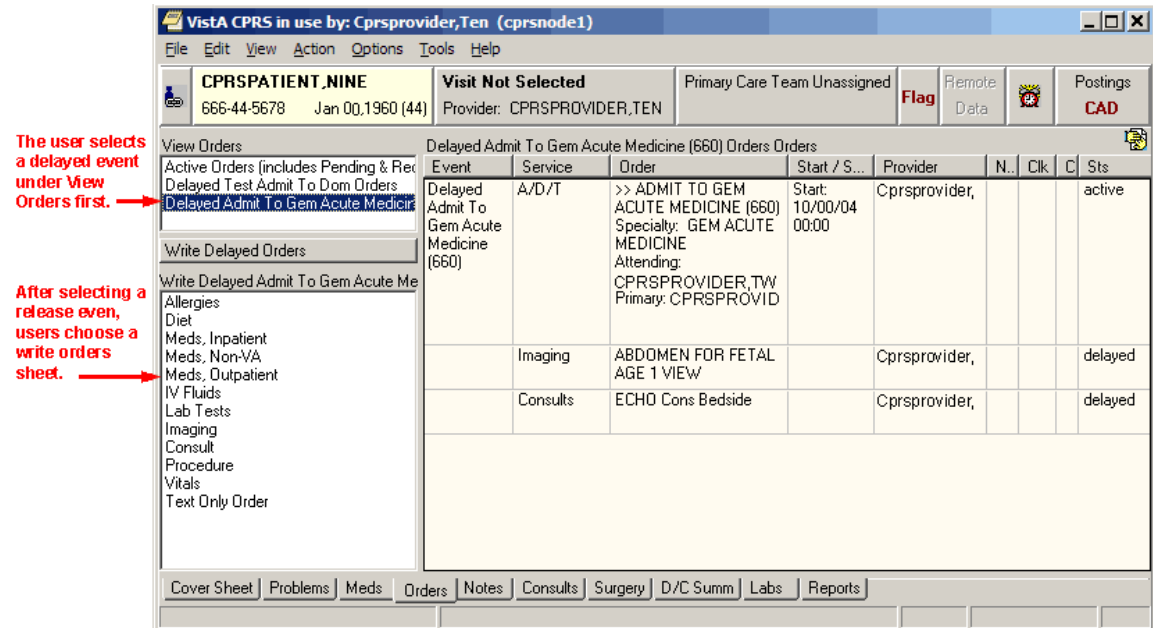 VistA CPRS in use by: Cprsprovider,Ten (cprsnode1)
File Edit View Action Options Tools Help
CPRSPATIENT,NINE
666-44-5678 Jan 00,1960 (44)
Visit Not Selected
Provider: CPRSPROVIDER,TEN
Primary Care Team Unassigned
Flag
Remote
Data
Postings
CAD
The user selects
a delayed event
under View
Orders first.
View Orders
Active Orders (includes Pending & Rec
Delayed Test Admit To Dom Orders
Delayed Admit To Gem Acute Medicin
Write Delayed Orders
After selecting a
release even,
users choose a
write orders
sheet.
Write Delayed Admit To Gem Acute Me
Allergies
Diet
Meds, Inpatient
Meds, Non-VA
Meds, Outpatient
IV Fluids
Lab Tests
Imaging
Consult
Procedure
Vitals
Text Only Order
Delayed Admit To Gem Acute Medicine (660) Orders Orders
Event Service Order Start / S... Provider N.. Clk C Sts
Delayed
Admit To
Gem Acute
Medicine
(660)
A/D/T
>> ADMIT TO GEM
ACUTE MEDICINE (660)
Specialty: GEM ACUTE
MEDICINE
Attending:
CPRSPROVIDER,TW
Primary: CPRSPROVID
Start:
10/00/04
00:00
Cprsprovider,
active
Imaging
ABDOMEN FOR FETAL
AGE 1 VIEW
Cprsprovider,
delayed
Consults
ECHO Cons Bedside
Cprsprovider,
delayed
Cover Sheet Problems Meds Orders Notes Consults Surgery D/C Summ Labs Reports